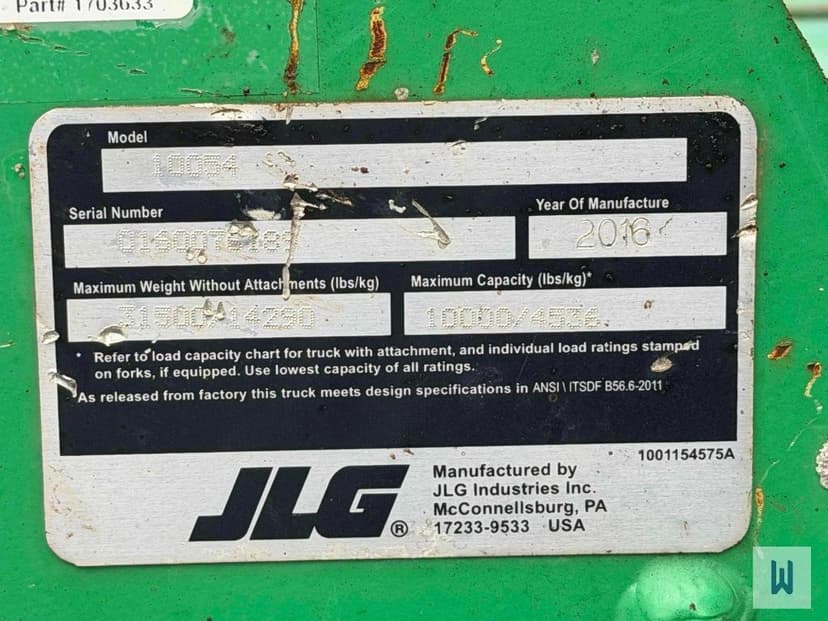 Part# 1703633
Model
10054
Serial Number
Year Of Manufacture
2016
Maximum Weight Without Attachments (lbs/kg)
Maximum Capacity (lbs/kg)*
31500/14290
10000/4536
* Refer to load capacity chart for truck with attachment, and individual load ratings stamped
on forks, if equipped. Use lowest capacity of all ratings.
As released from factory this truck meets design specifications in ANSI \ ITSDF B56.6-2011
1001154575A
JLG®
Manufactured by
JLG Industries Inc.
McConnellsburg, PA
17233-9533 USA
W